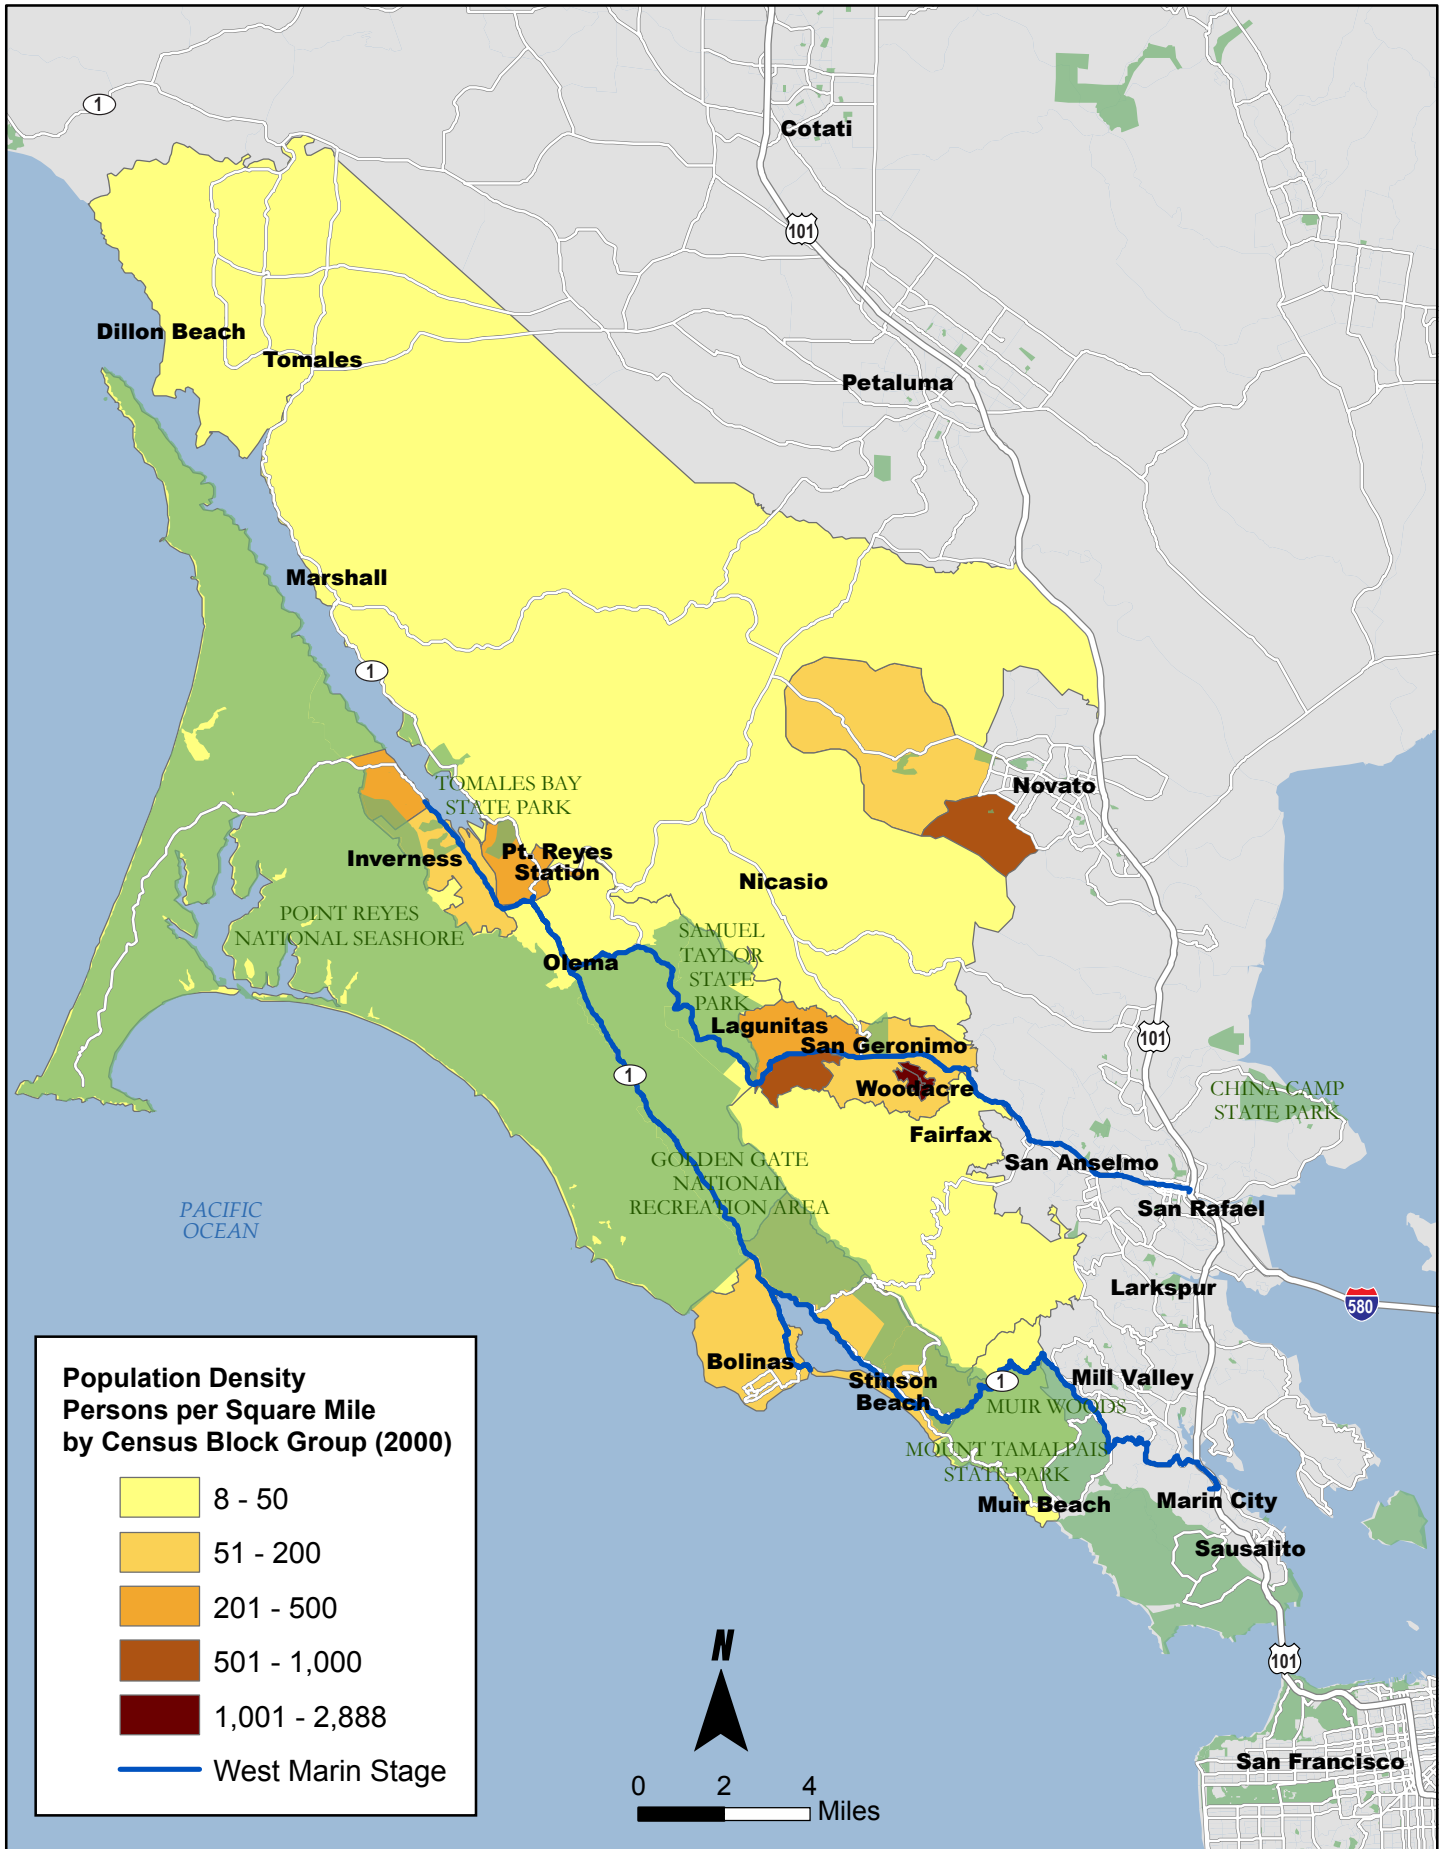 1
Cotati
101
Dillon Beach
Tomales
Petaluma
Marshall
1
TOMALES BAY
STATE PARK
Novato
Inverness
Pt. Reyes
Station
Nicasio
POINT REYES
NATIONAL SEASHORE
SAMUEL
TAYLOR
STATE
PARK
Olema
Lagunitas
San Geronimo
101
1
Woodacre
CHINA CAMP
STATE PARK
Fairfax
San Anselmo
GOLDEN GATE
NATIONAL
RECREATION AREA
San Rafael
PACIFIC
OCEAN
Larkspur
580
Bolinas
Stinson
Beach
1
Mill Valley
MUIR WOODS
MOUNT TAMALPAIS
STATE PARK
Muir Beach
Marin City
Sausalito
101
San Francisco
Population Density
Persons per Square Mile
by Census Block Group (2000)
8 - 50
51 - 200
201 - 500
501 - 1,000
1,001 - 2,888
West Marin Stage
N
0 2 4
Miles